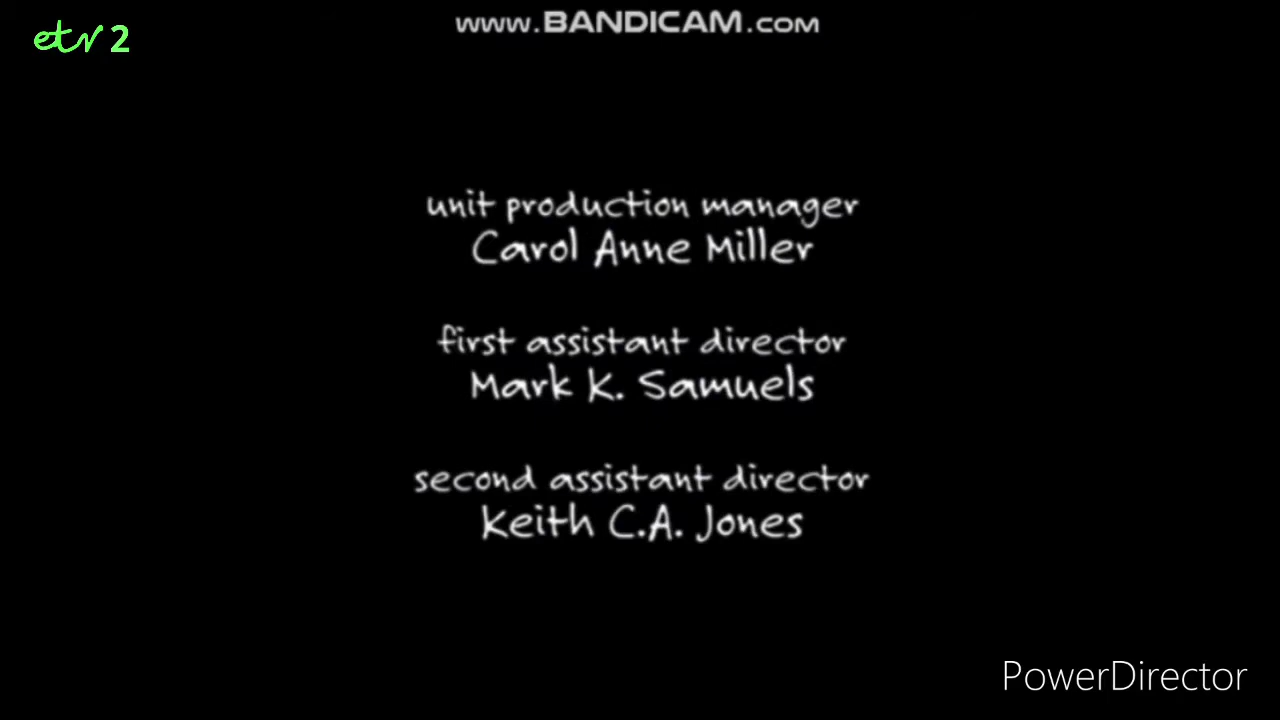 www.BANDICAM.com
etv 2
unit production manager
Carol Anne Miller
first assistant director
Mark K. Samuels
second assistant director
Keith C.A. Jones
PowerDirector